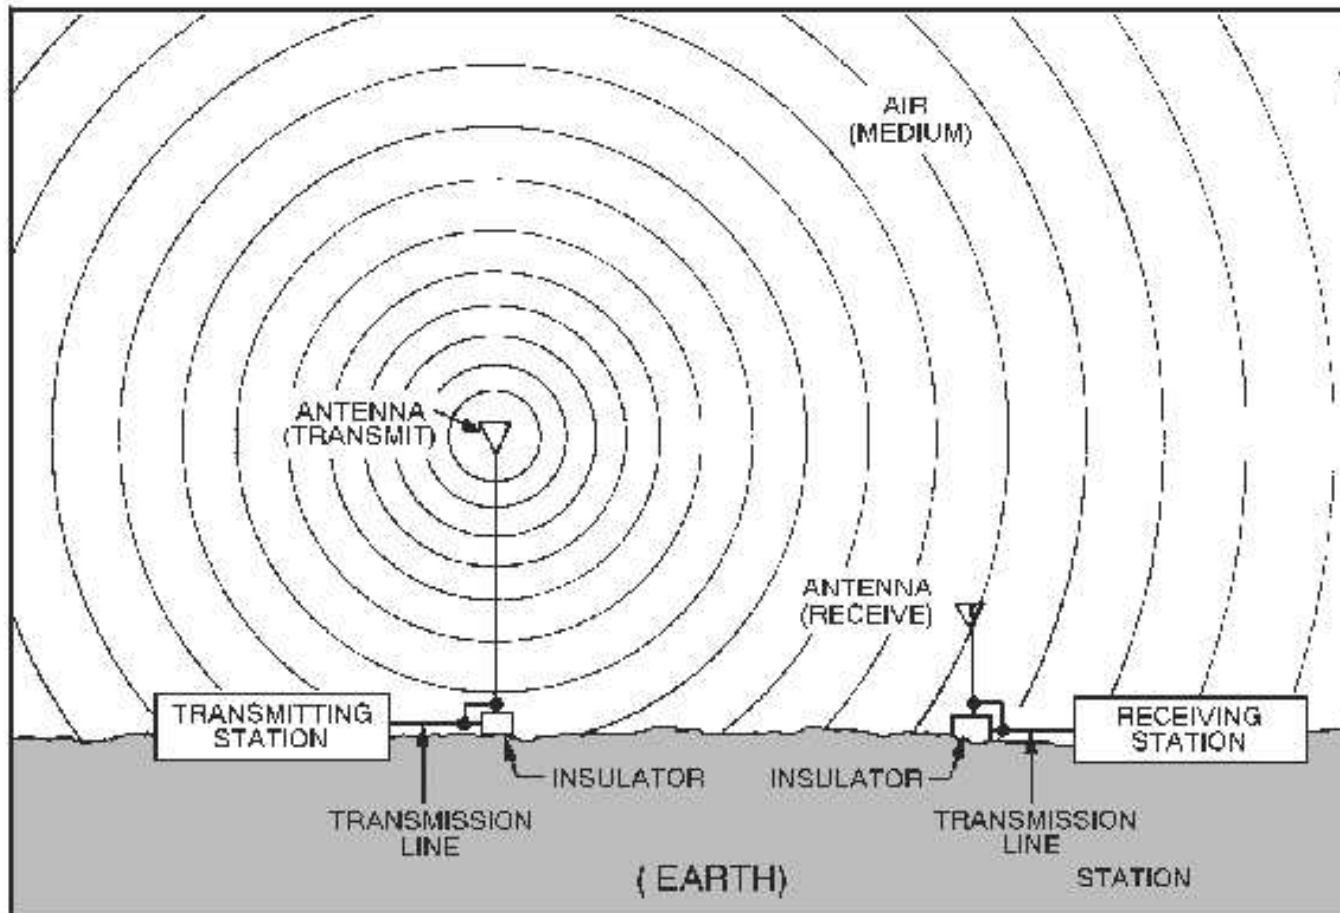 AIR
(MEDIUM)
ANTENNA
(TRANSMIT)
ANTENNA
(RECEIVE)
TRANSMITTING
STATION
RECEIVING
STATION
INSULATOR
INSULATOR
TRANSMISSION
LINE
TRANSMISSION
LINE
( EARTH)
STATION